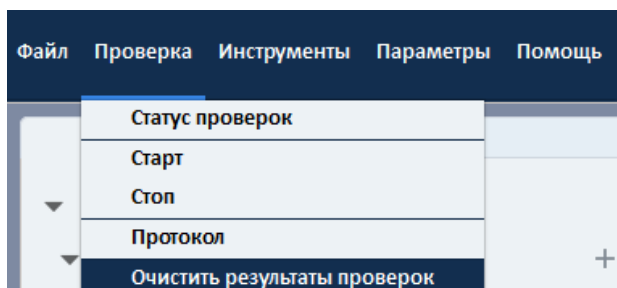 Файл Проверка Инструменты Параметры Помощь
Статус проверок
Старт
Стоп
Протокол
Очистить результаты проверок